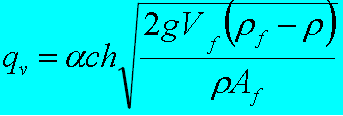 q_v = αch√(2gV_f(ρ_f − ρ) / ρA_f)